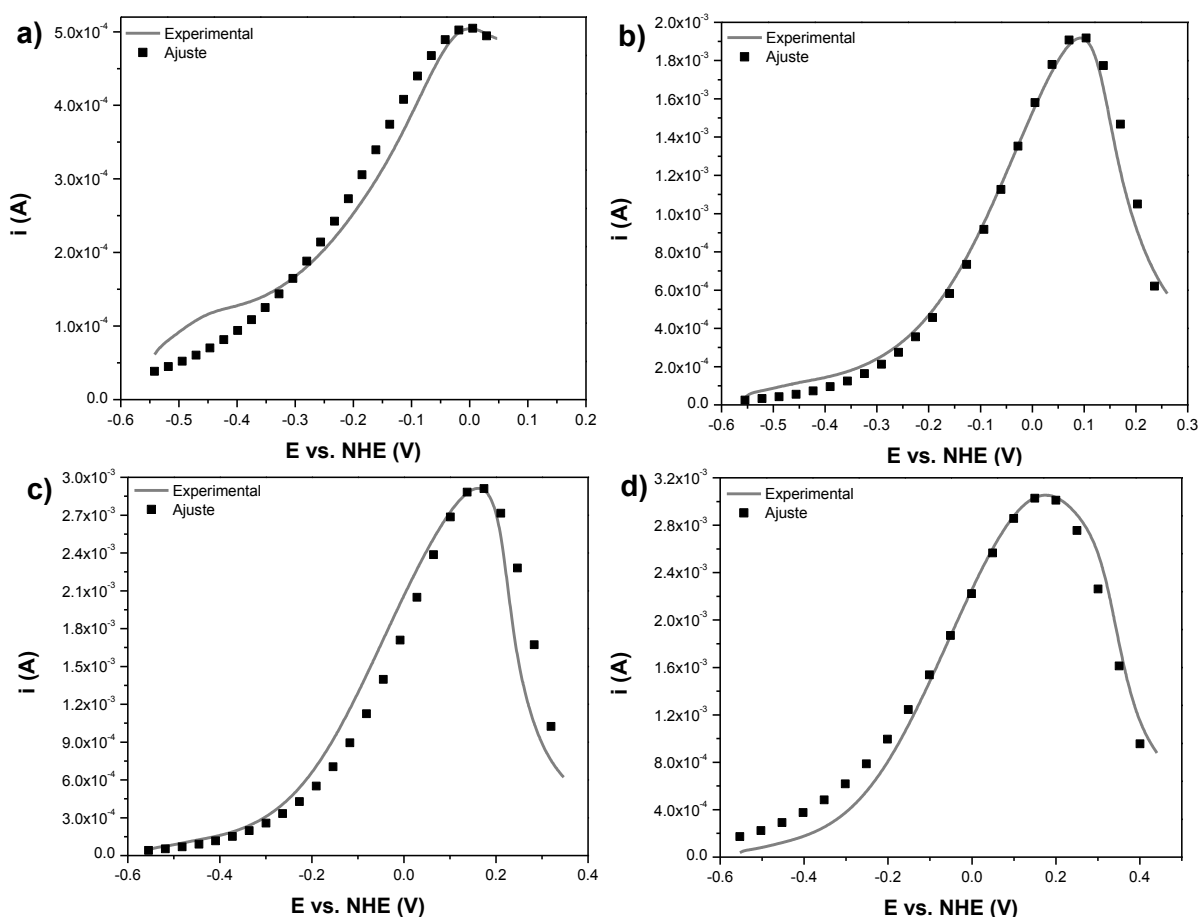 a)
Experimental
Ajuste
5.0x10⁻⁴
4.0x10⁻⁴
3.0x10⁻⁴
2.0x10⁻⁴
1.0x10⁻⁴
0.0
i (A)
-0.6 -0.5 -0.4 -0.3 -0.2 -0.1 0.0 0.1 0.2
E vs. NHE (V)
b)
Experimental
Ajuste
2.0x10⁻³
1.8x10⁻³
1.6x10⁻³
1.4x10⁻³
1.2x10⁻³
1.0x10⁻³
8.0x10⁻⁴
6.0x10⁻⁴
4.0x10⁻⁴
2.0x10⁻⁴
0.0
i (A)
-0.6 -0.5 -0.4 -0.3 -0.2 -0.1 0.0 0.1 0.2 0.3
E vs. NHE (V)
c)
Experimental
Ajuste
3.0x10⁻³
2.7x10⁻³
2.4x10⁻³
2.1x10⁻³
1.8x10⁻³
1.5x10⁻³
1.2x10⁻³
9.0x10⁻⁴
6.0x10⁻⁴
3.0x10⁻⁴
0.0
i (A)
-0.6 -0.4 -0.2 0.0 0.2 0.4
E vs. NHE (V)
d)
Experimental
Ajuste
3.2x10⁻³
2.8x10⁻³
2.4x10⁻³
2.0x10⁻³
1.6x10⁻³
1.2x10⁻³
8.0x10⁻⁴
4.0x10⁻⁴
0.0
i (A)
-0.6 -0.4 -0.2 0.0 0.2 0.4
E vs. NHE (V)